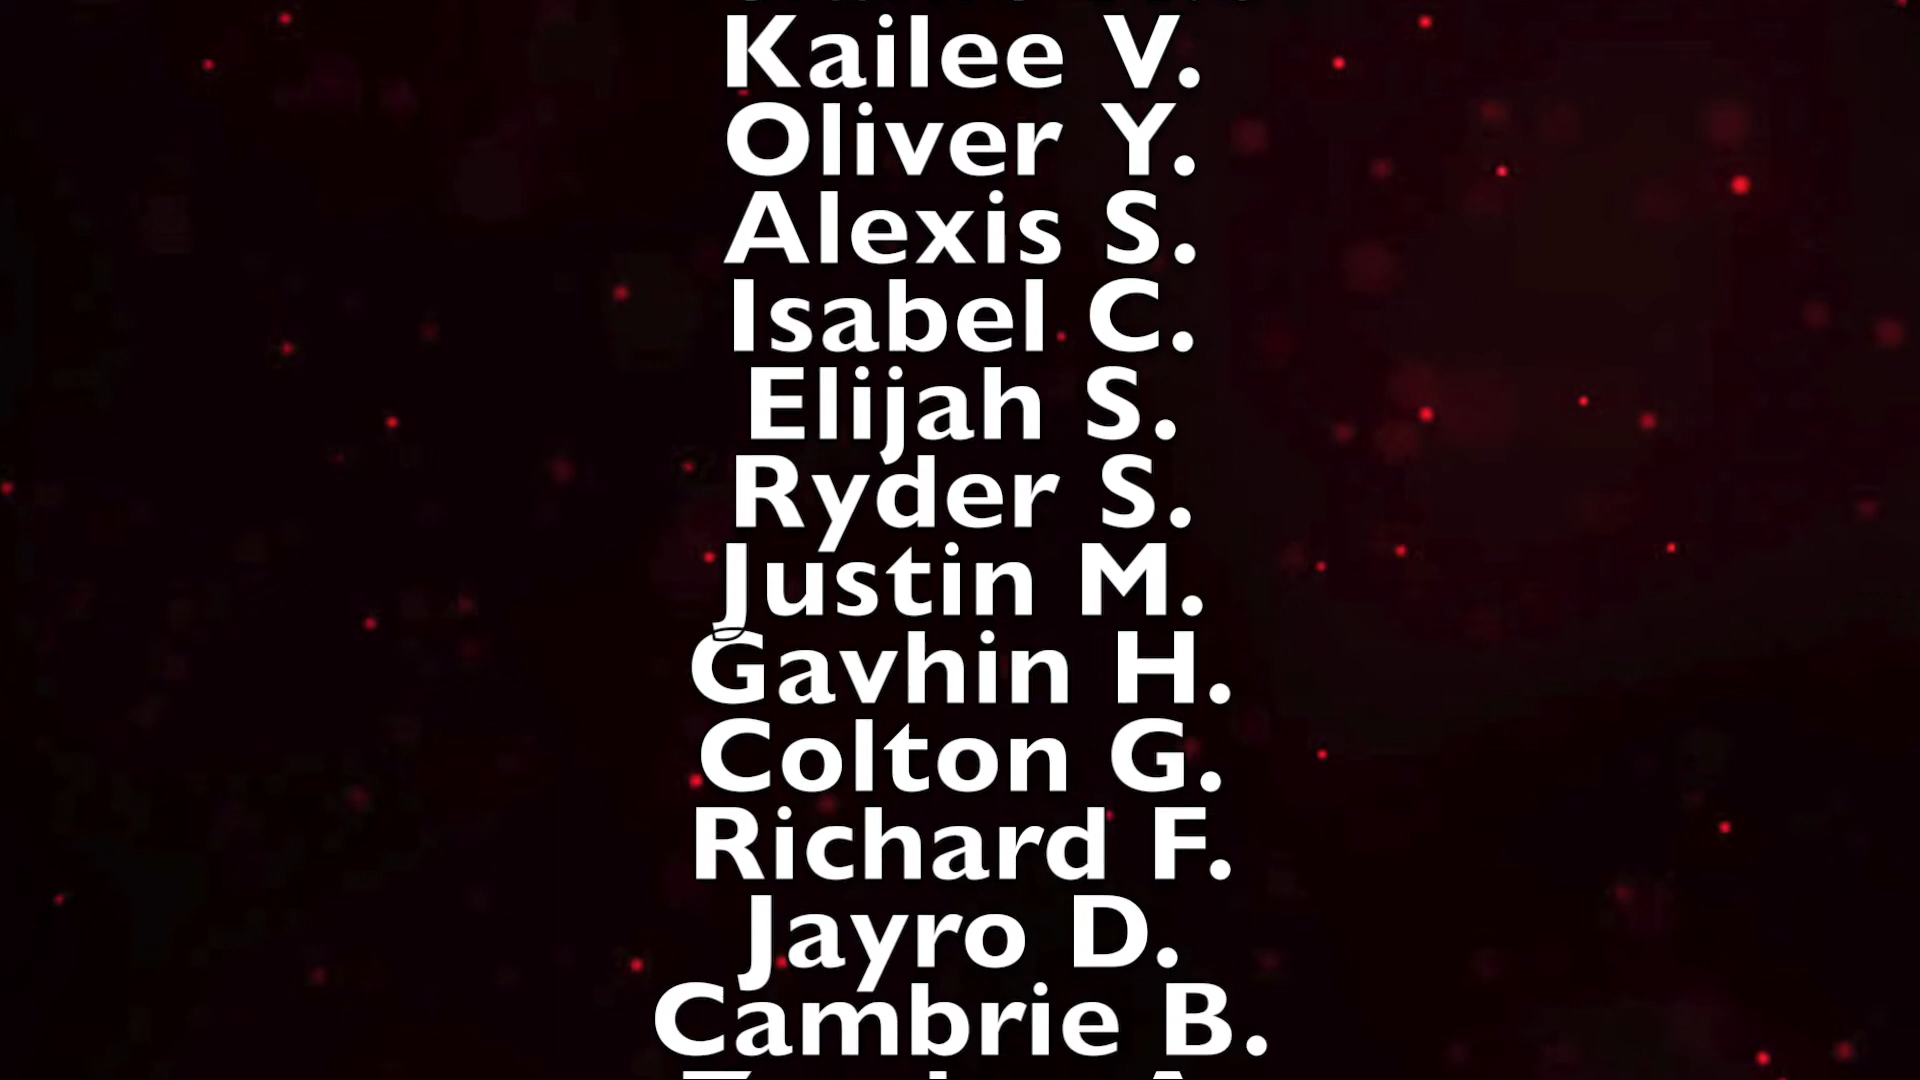 Kailee V.
Oliver Y.
Alexis S.
Isabel C.
Elijah S.
Ryder S.
Justin M.
Gavhin H.
Colton G.
Richard F.
Jayro D.
Cambrie B.